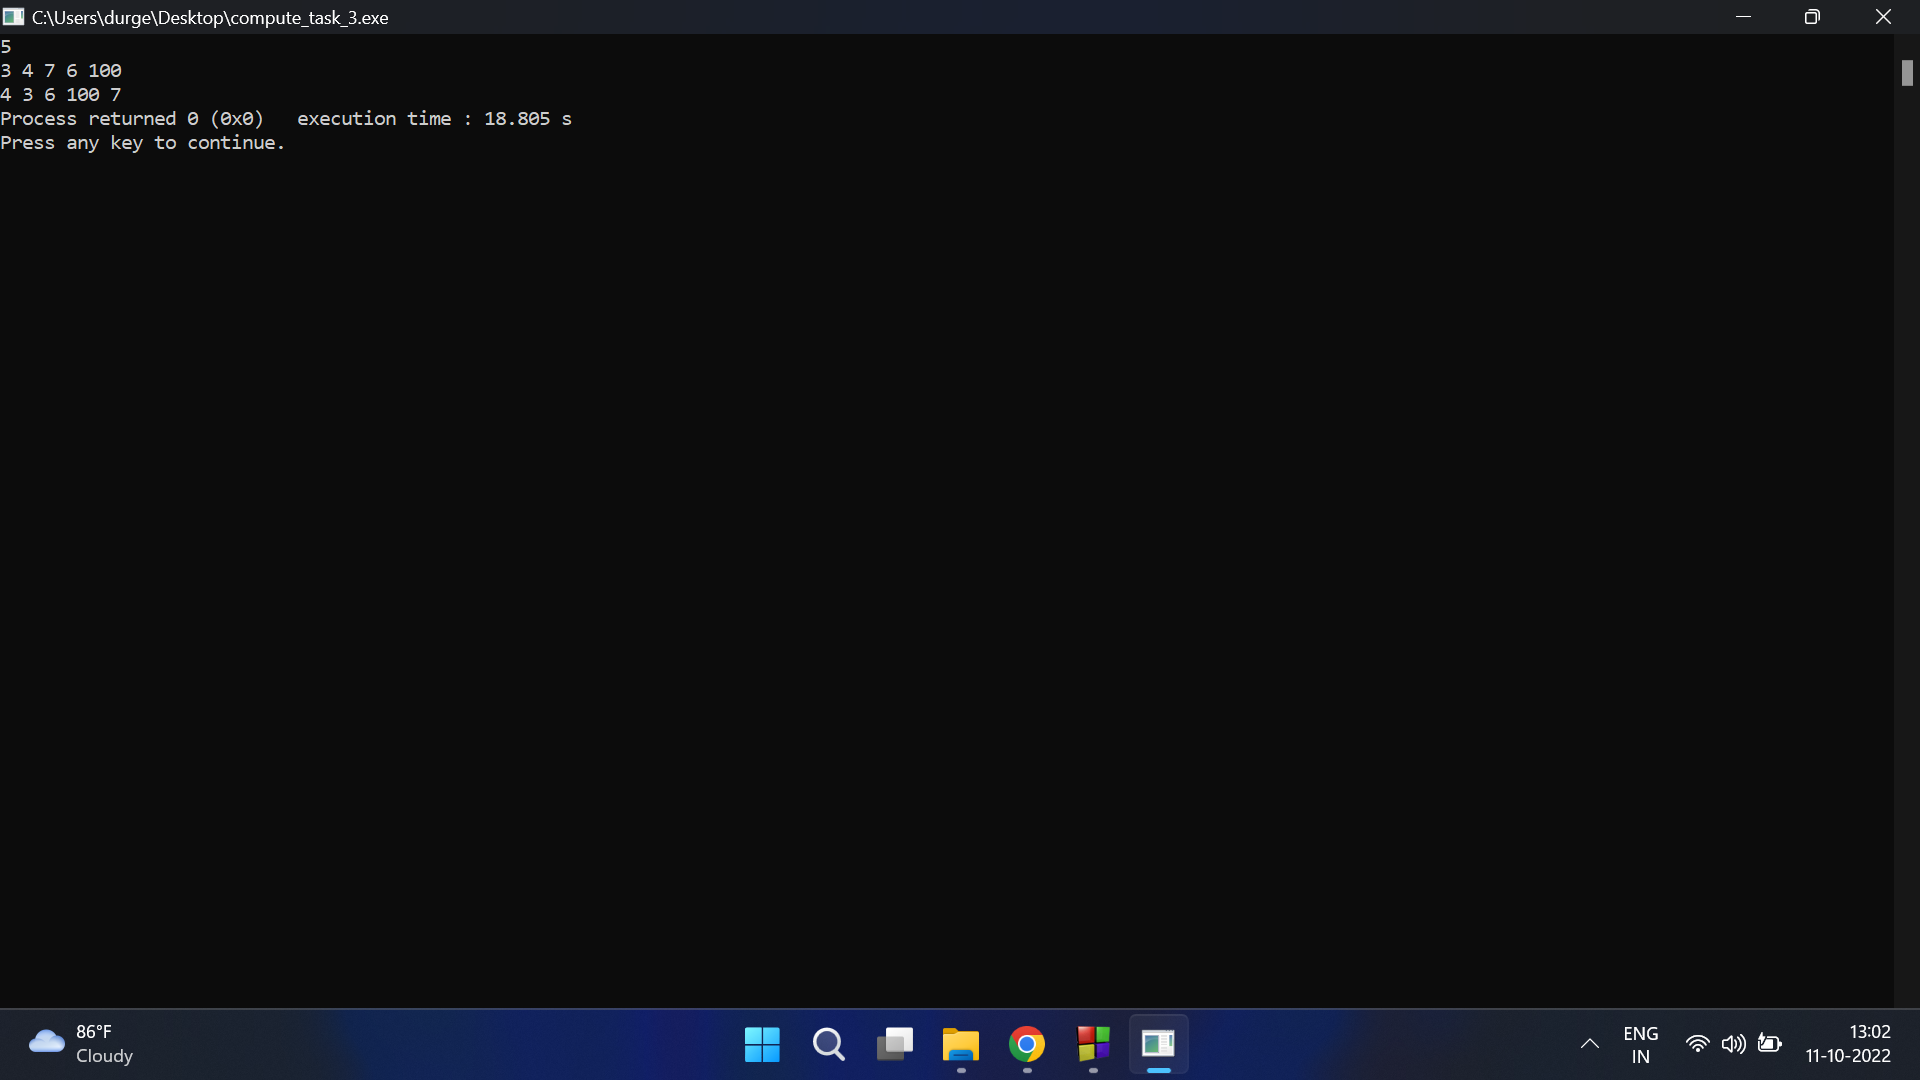 C:\Users\durge\Desktop\compute_task_3.exe
5
3 4 7 6 100
4 3 6 100 7
Process returned 0 (0x0)   execution time : 18.805 s
Press any key to continue.
86°F
Cloudy
ENG
IN
13:02
11-10-2022